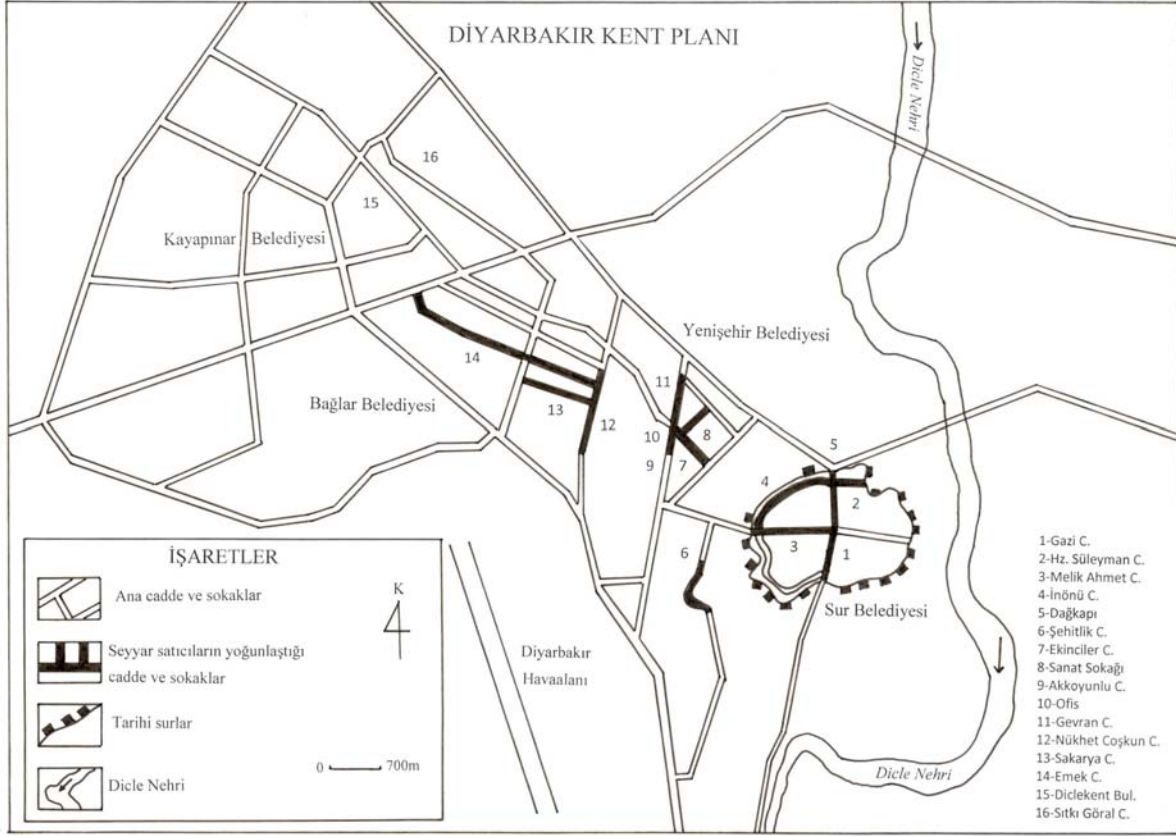 DİYARBAKIR KENT PLANI
Dicle Nehri
16
15
Kayapınar Belediyesi
Yenişehir Belediyesi
14
11
Bağlar Belediyesi
13
12
10
8
9
7
5
4
2
6
3
1
Sur Belediyesi
Diyarbakır
Havaalanı
Dicle Nehri
İŞARETLER
Ana cadde ve sokaklar
Seyyar satıcıların yoğunlaştığı
cadde ve sokaklar
Tarihi surlar
Dicle Nehri
K
0 700m
1-Gazi C.
2-Hz. Süleyman C.
3-Melik Ahmet C.
4-İnönü C.
5-Dağkapı
6-Şehitlik C.
7-Ekinciler C.
8-Sanat Sokağı
9-Akkoyunlu C.
10-Ofis
11-Gevran C.
12-Nükhet Coşkun C.
13-Sakarya C.
14-Emek C.
15-Diclekent Bul.
16-Sıtkı Göral C.